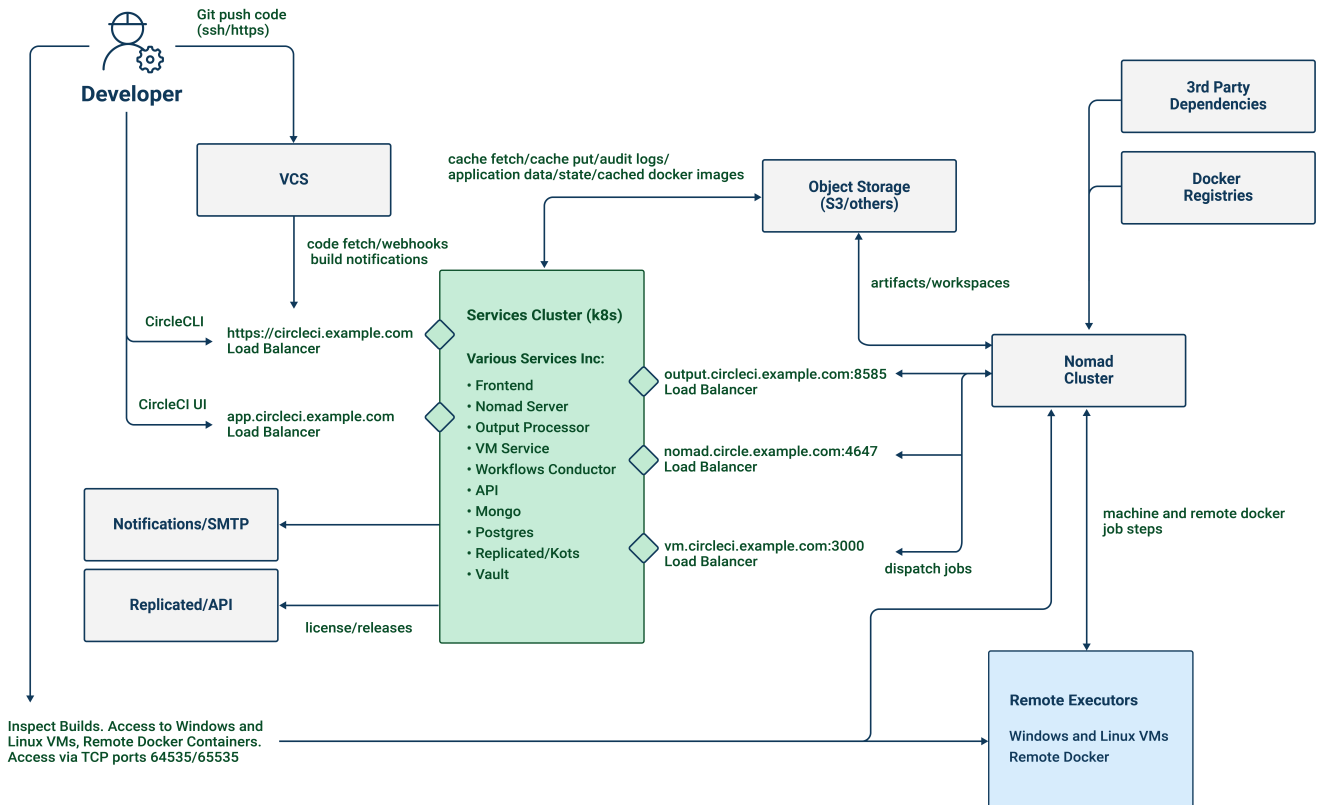 Git push code
(ssh/https)
Developer
3rd Party
Dependencies
VCS
cache fetch/cache put/audit logs/
application data/state/cached docker images
Object Storage
(S3/others)
Docker
Registries
code fetch/webhooks
build notifications
artifacts/workspaces
CircleCLI
https://circleci.example.com
Load Balancer
CircleCI UI
app.circleci.example.com
Load Balancer
Services Cluster (k8s)
Various Services Inc:
• Frontend
• Nomad Server
• Output Processor
• VM Service
• Workflows Conductor
• API
• Mongo
• Postgres
• Replicated/Kots
• Vault
output.circleci.example.com:8585
Load Balancer
nomad.circle.example.com:4647
Load Balancer
vm.circleci.example.com:3000
Load Balancer
dispatch jobs
Nomad
Cluster
Notifications/SMTP
Replicated/API
license/releases
machine and remote docker
job steps
Inspect Builds. Access to Windows and
Linux VMs, Remote Docker Containers.
Access via TCP ports 64535/65535
Remote Executors
Windows and Linux VMs
Remote Docker